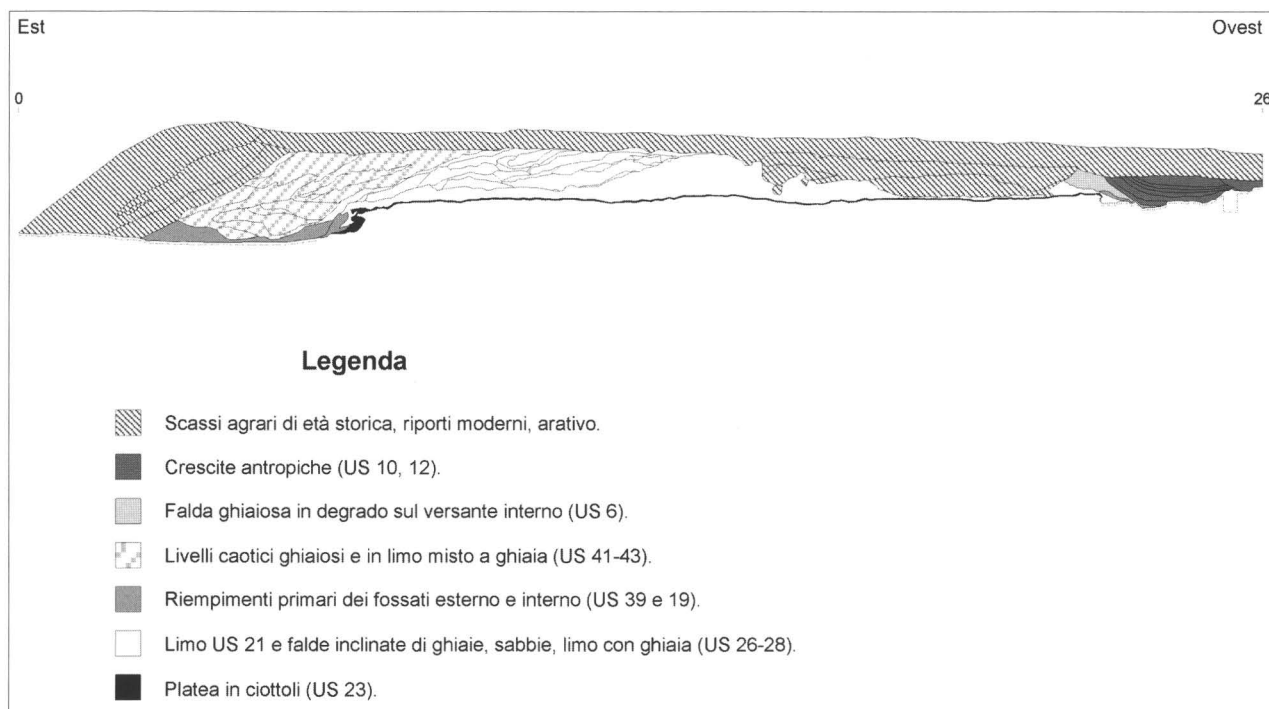 Est
Ovest
0
26
Legenda
Scassi agrari di età storica, riporti moderni, arativo.
Crescite antropiche (US 10, 12).
Falda ghiaiosa in degrado sul versante interno (US 6).
Livelli caotici ghiaiosi e in limo misto a ghiaia (US 41-43).
Riempimenti primari dei fossati esterno e interno (US 39 e 19).
Limo US 21 e falde inclinate di ghiaie, sabbie, limo con ghiaia (US 26-28).
Platea in ciottoli (US 23).